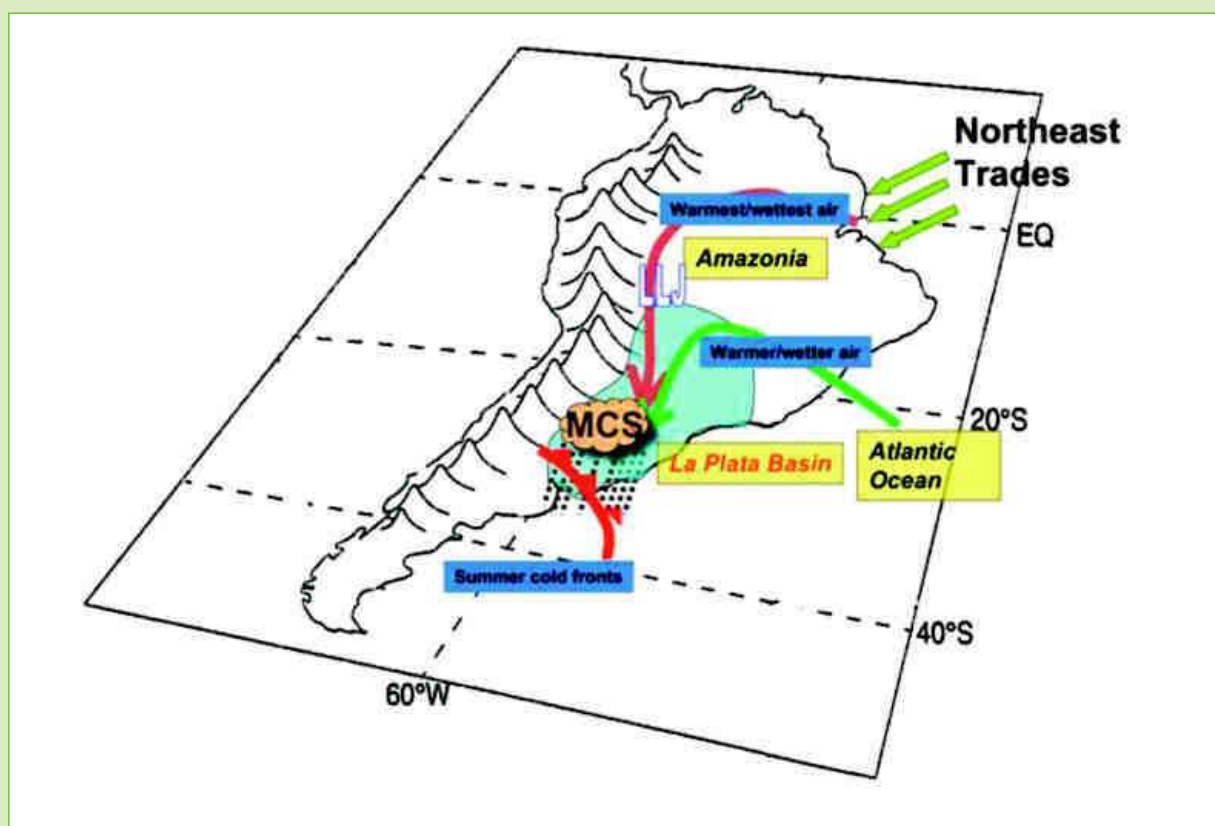 Northeast
Trades
Warmest/wettest air
EQ
Amazonia
LLJ
Warmer/wetter air
20°S
MCS
La Plata Basin
Atlantic
Ocean
Summer cold fronts
40°S
60°W